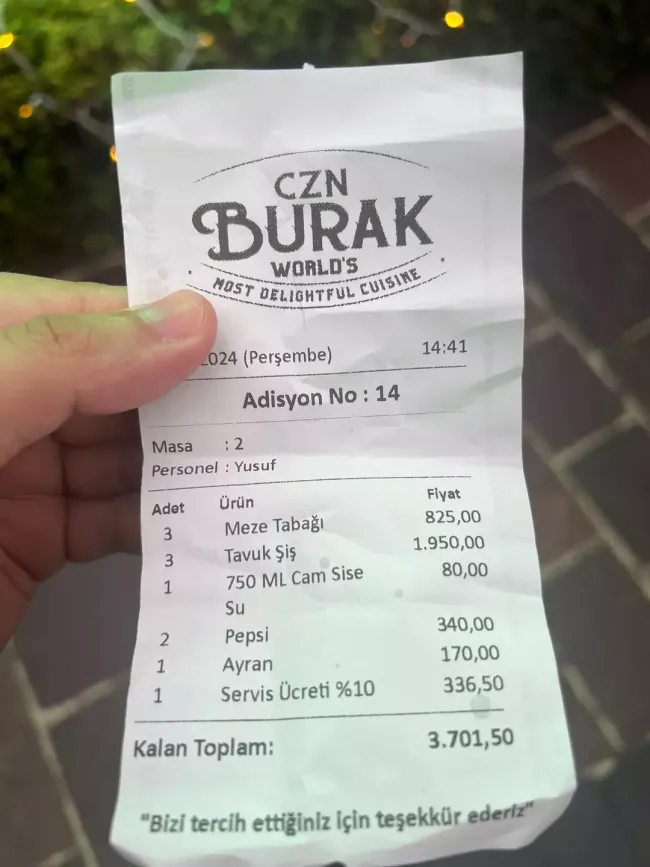 CZN
BURAK
WORLD'S
MOST DELIGHTFUL CUISINE
2024 (Perşembe) 14:41
Adisyon No : 14
Masa : 2
Personel : Yusuf
Adet Ürün Fiyat
3 Meze Tabağı 825,00
3 Tavuk Şiş 1.950,00
1 750 ML Cam Sise 80,00
Su
2 Pepsi 340,00
1 Ayran 170,00
1 Servis Ücreti %10 336,50
Kalan Toplam: 3.701,50
"Bizi tercih ettiğiniz için teşekkür ederiz"